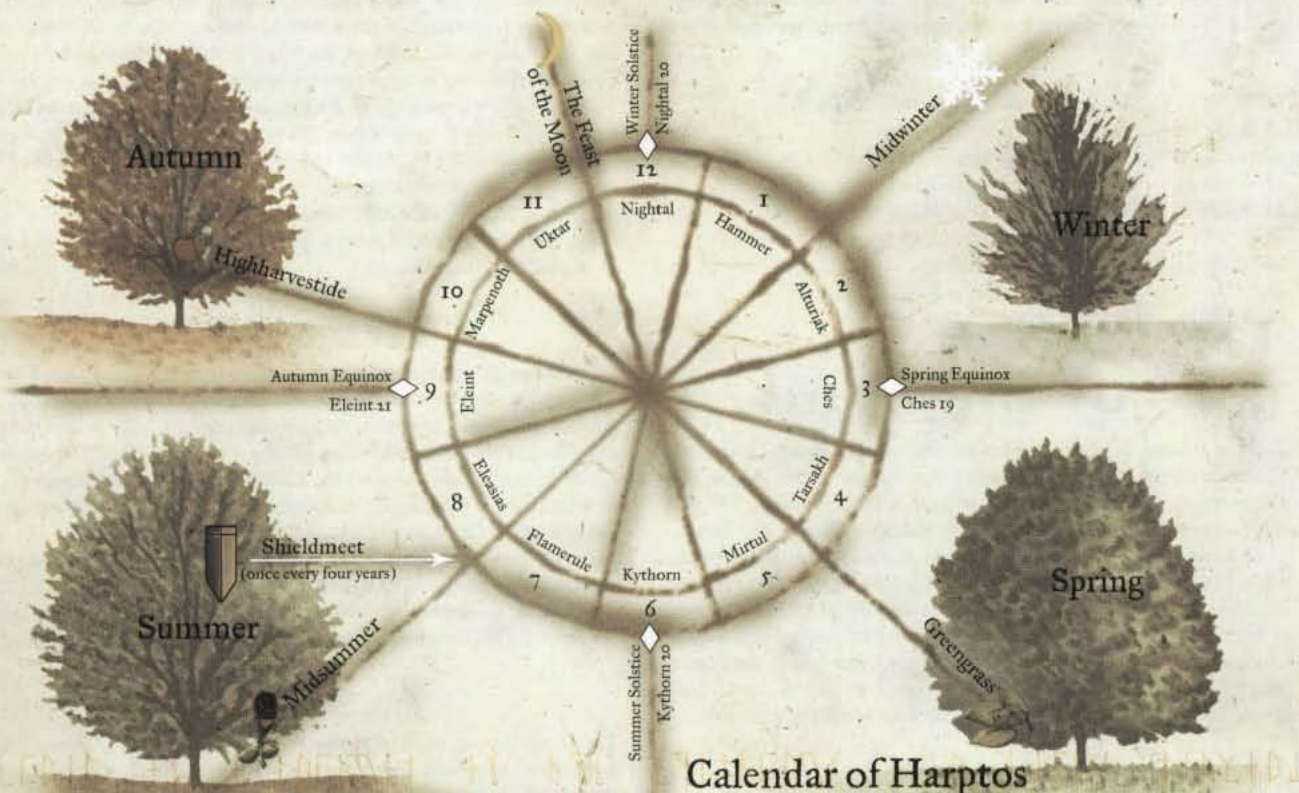 Autumn
Winter
The Feast
of the Moon
Winter Solstice
Nightal 20
Midwinter
Highharvestide
12
Nightal
1
Hammer
2
Alturiak
3
Ches
4
Tarsakh
5
Mirtul
6
Kythorn
7
Flamerule
8
Eleasias
9
Eleint
10
Marpenoth
11
Uktar
Autumn Equinox
Eleint 21
Spring Equinox
Ches 19
Shieldmeet
(once every four years)
Summer
Midsummer
Summer Solstice
Kythorn 20
Spring
Greengrass
Calendar of Harptos